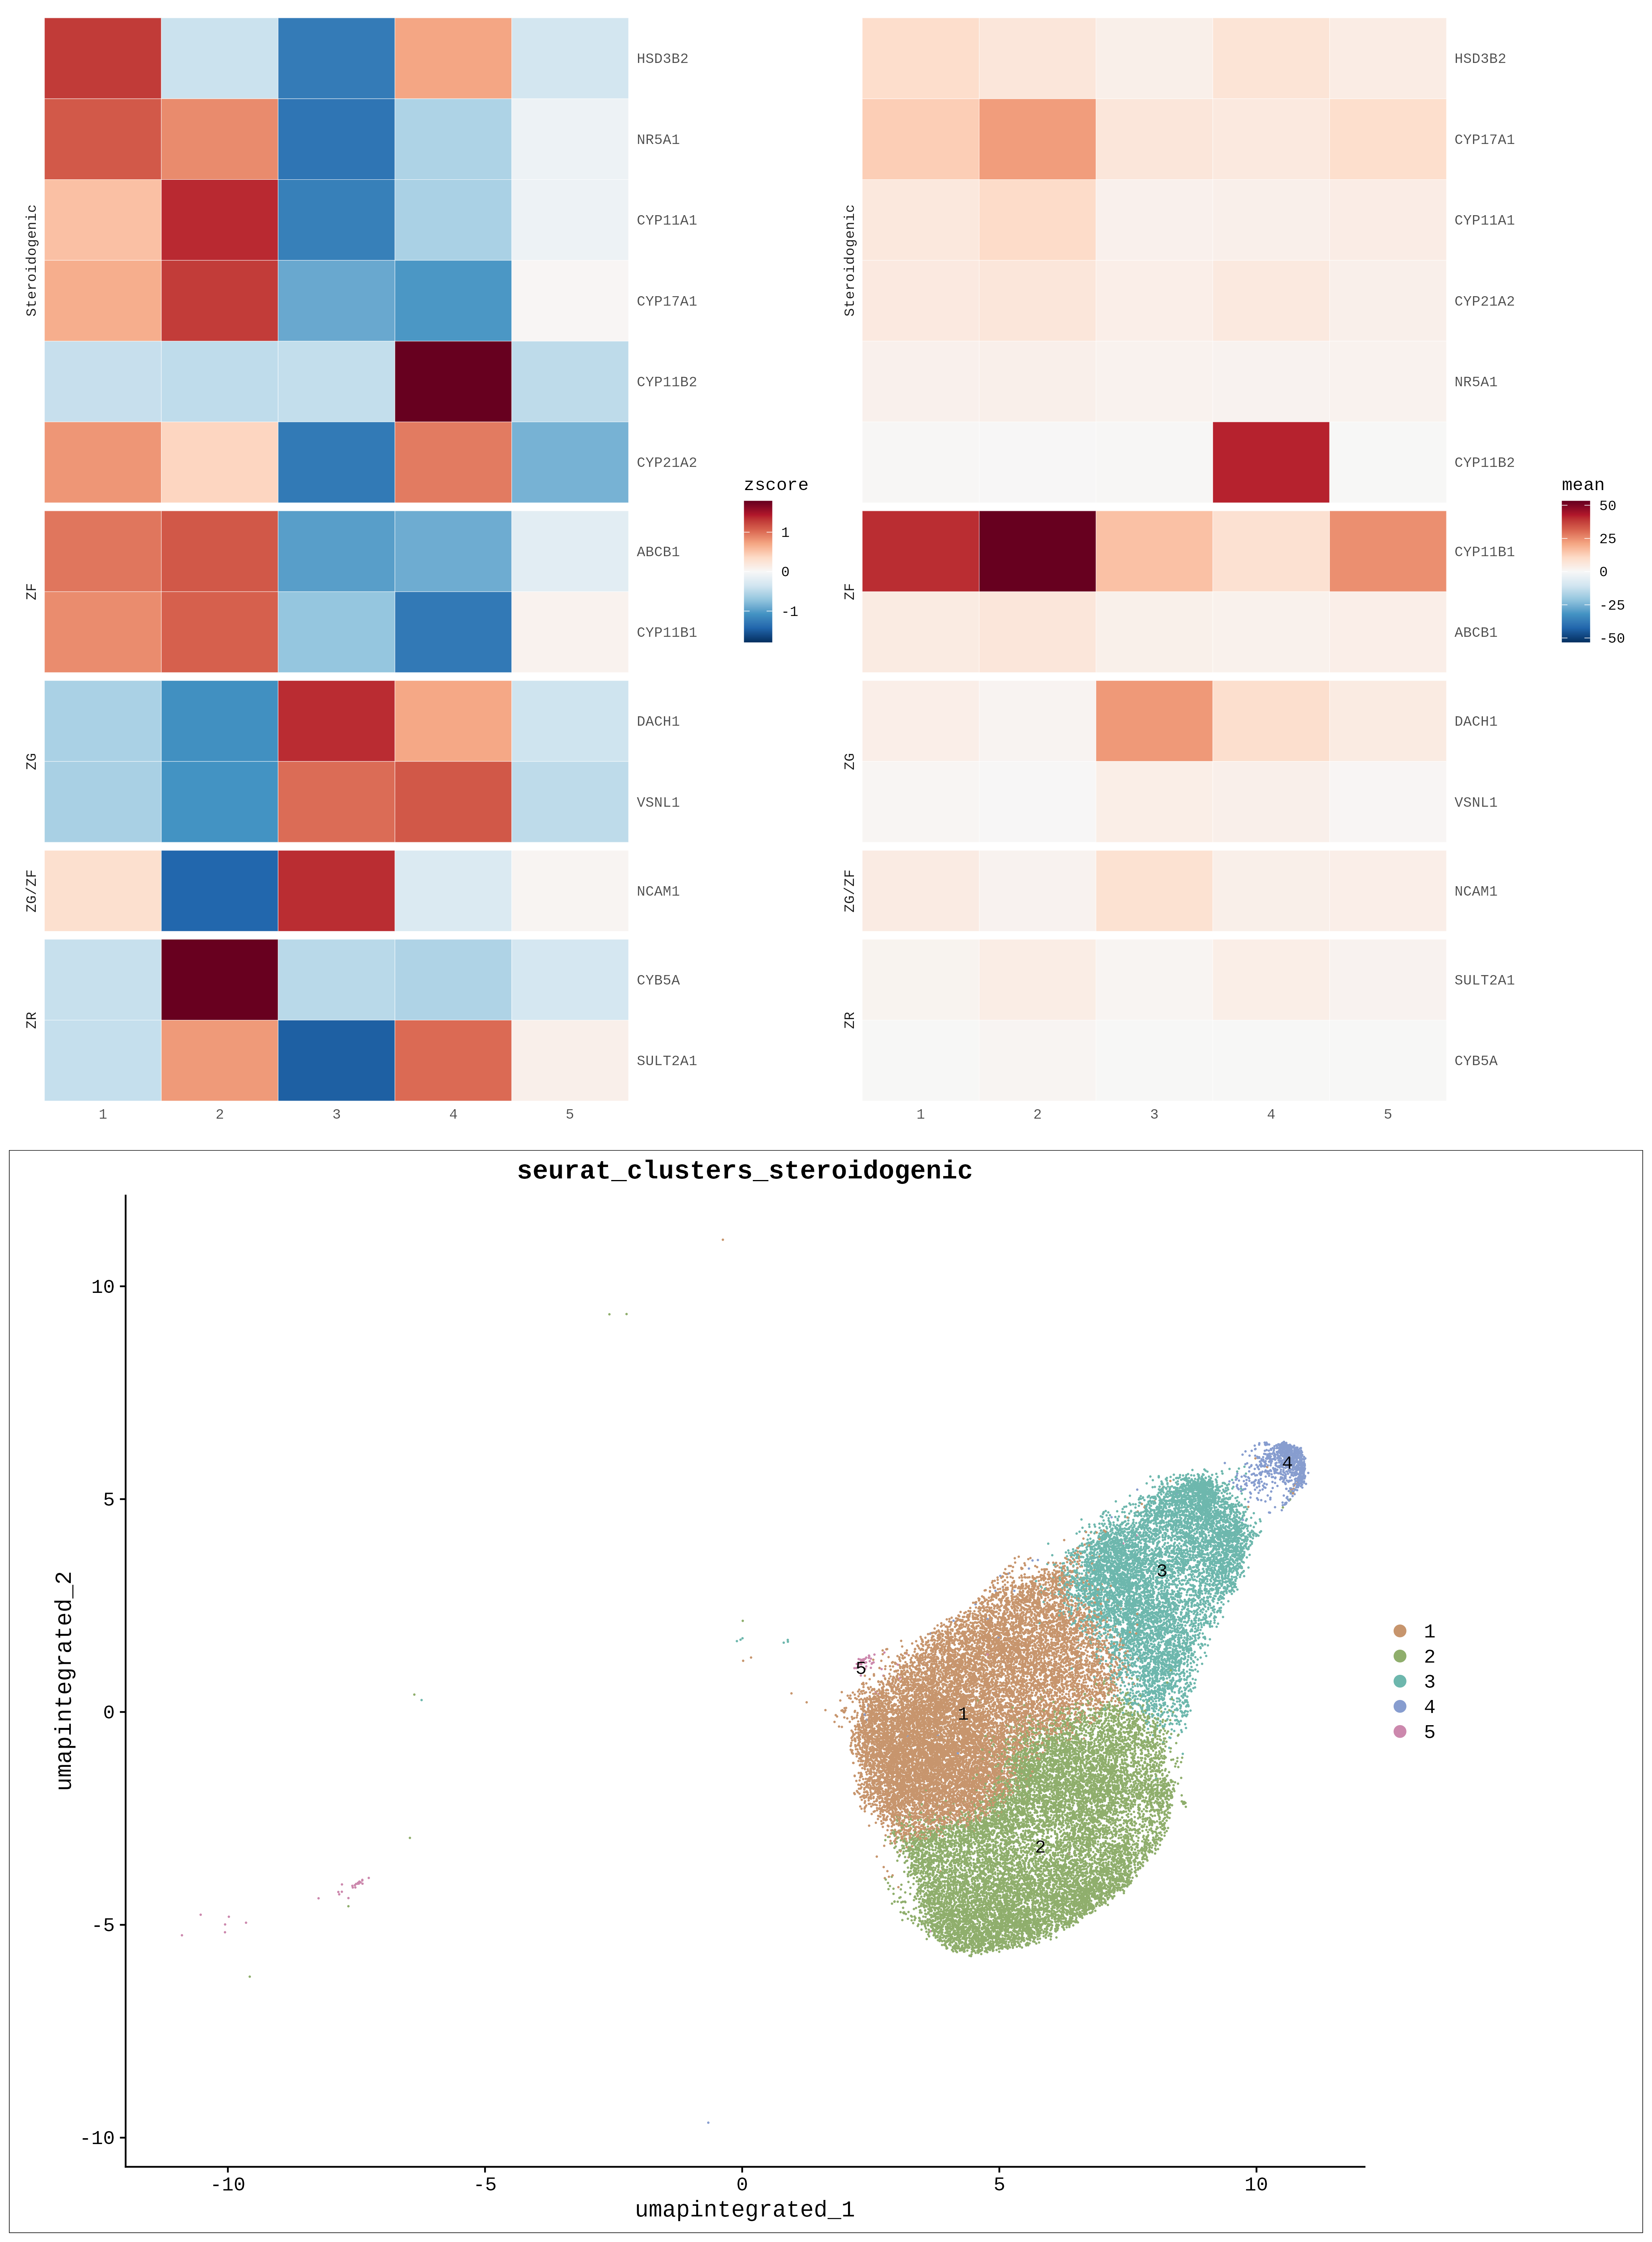 Steroidogenic
HSD3B2
NR5A1
CYP11A1
CYP17A1
CYP11B2
CYP21A2
ZF
ABCB1
CYP11B1
ZG
DACH1
VSNL1
ZG/ZF
NCAM1
ZR
CYB5A
SULT2A1
1 2 3 4 5
zscore
1
0
-1
Steroidogenic
HSD3B2
CYP17A1
CYP11A1
CYP21A2
NR5A1
CYP11B2
ZF
CYP11B1
ABCB1
ZG
DACH1
VSNL1
ZG/ZF
NCAM1
ZR
SULT2A1
CYB5A
1 2 3 4 5
mean
50
25
0
-25
-50
seurat_clusters_steroidogenic
umapintegrated_2
10
5
0
-5
-10
4
3
5
1
2
1
2
3
4
5
-10 -5 0 5 10
umapintegrated_1